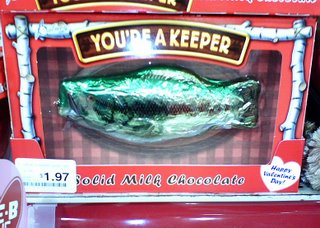 YOU'RE A KEEPER
$1.97
Solid Milk Chocolate
Happy
Valentine's
Day!
E-B